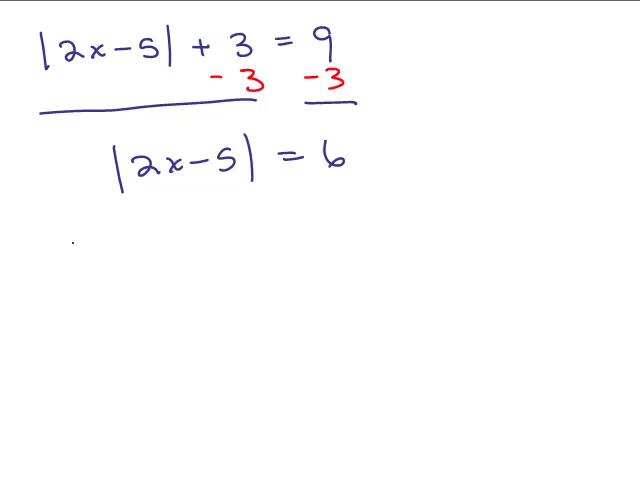 |2x-5| + 3 = 9
- 3 -3
|2x-5| = 6